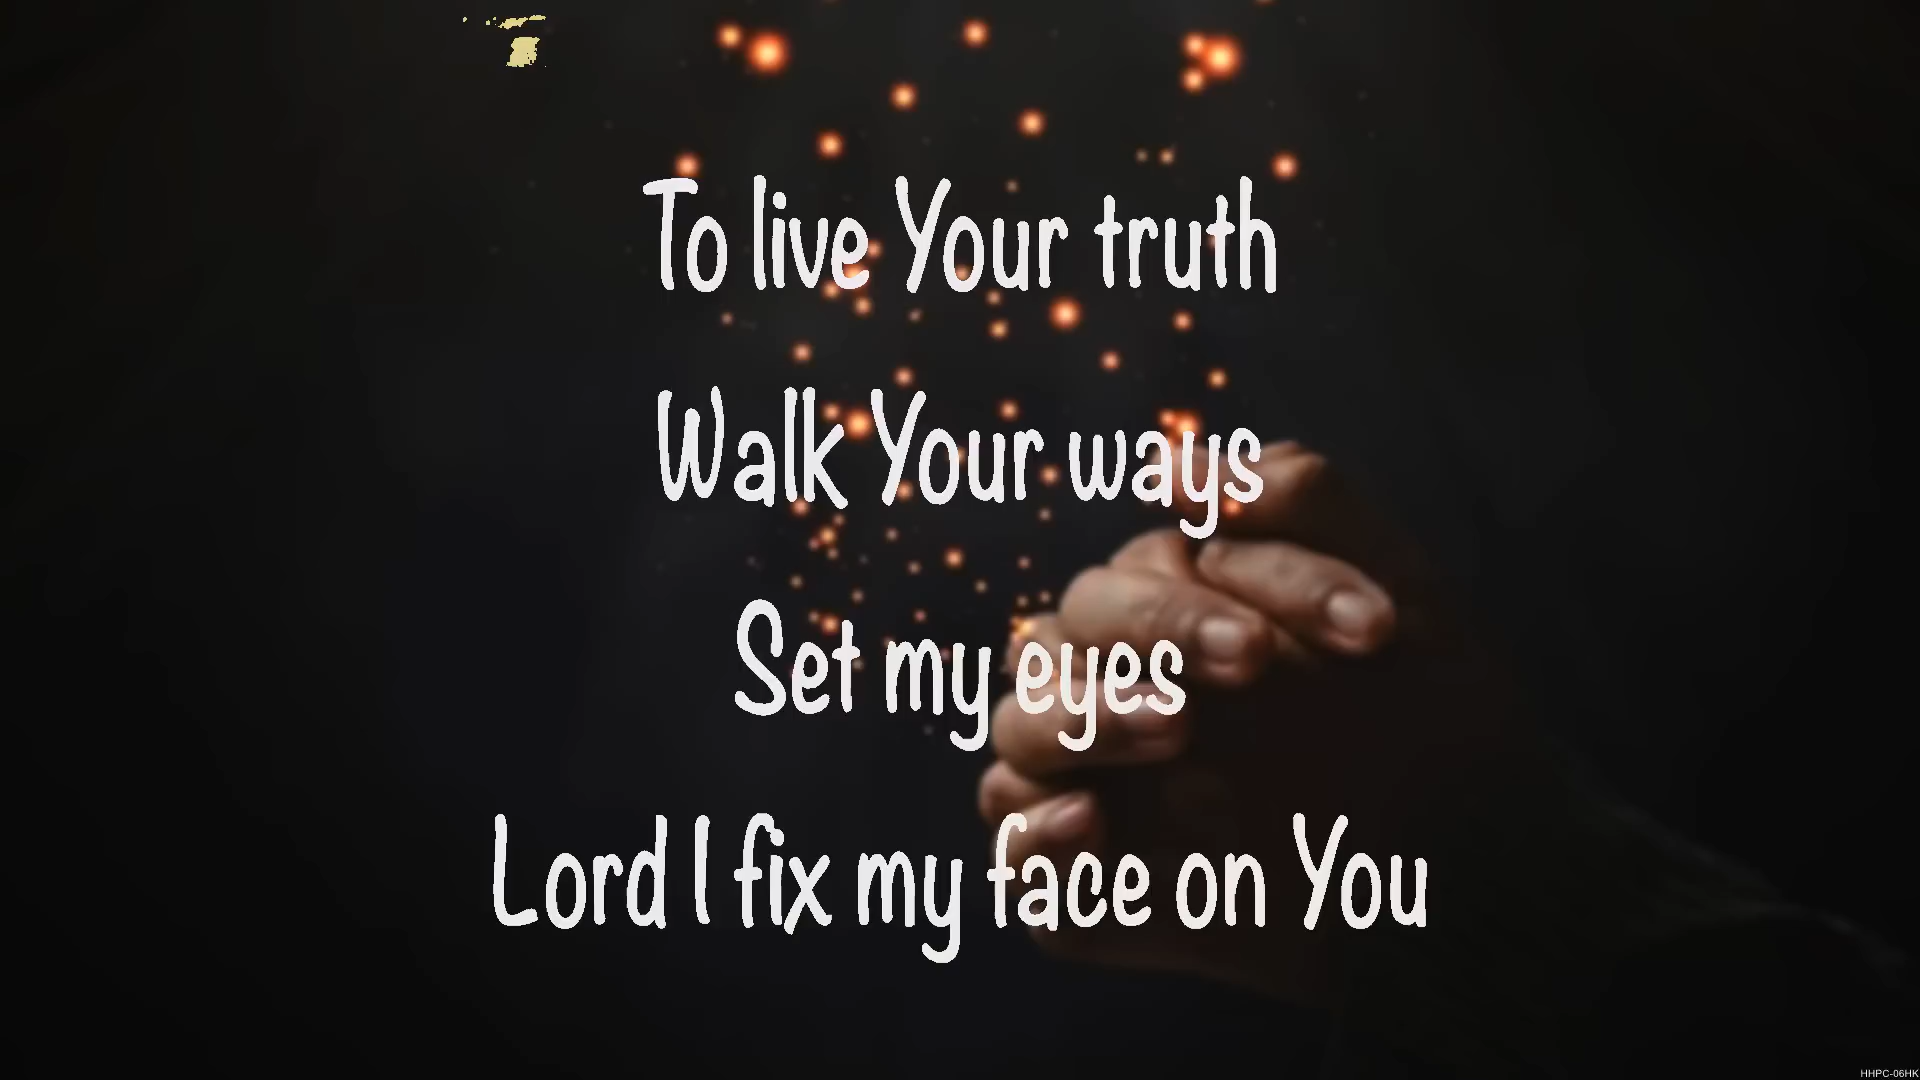 To live Your truth
Walk Your ways
Set my eyes
Lord I fix my face on You
HHPC-06HK